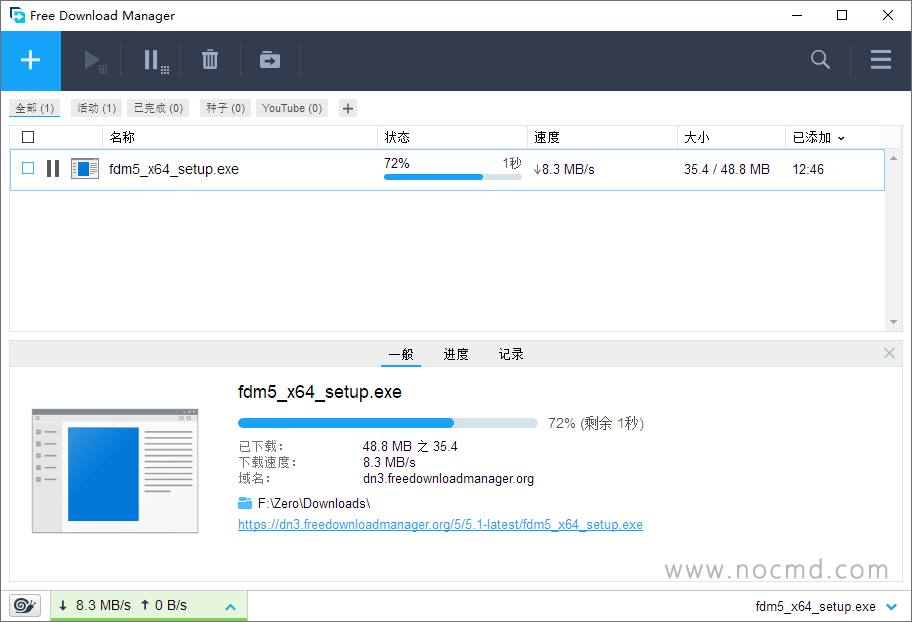 Free Download Manager
全部 (1) 活动 (1) 已完成 (0) 种子 (0) YouTube (0) +
名称 状态 速度 大小 已添加
fdm5_x64_setup.exe 72% 1秒 ↓8.3 MB/s 35.4 / 48.8 MB 12:46
一般 进度 记录
fdm5_x64_setup.exe
72% (剩余 1秒)
已下载: 48.8 MB 之 35.4
下载速度: 8.3 MB/s
域名: dn3.freedownloadmanager.org
F:\Zero\Downloads\
https://dn3.freedownloadmanager.org/5/5.1-latest/fdm5_x64_setup.exe
www.nocmd.com
↓ 8.3 MB/s ↑ 0 B/s fdm5_x64_setup.exe